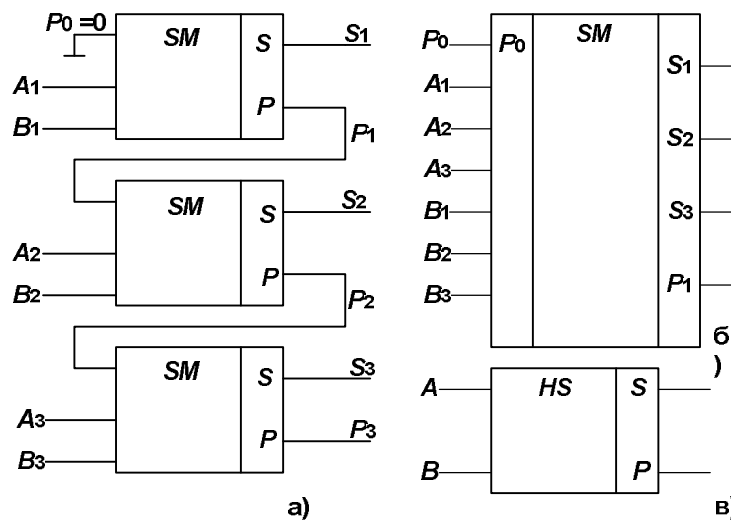 P0 =0
SM
S
S1
A1
P
B1
P1
SM
S
S2
A2
P
B2
P2
SM
S
S3
A3
P
P3
B3
а)
P0
P0
SM
S1
A1
A2
S2
A3
B1
S3
B2
B3
P1
б
)
A
HS
S
B
P
в)